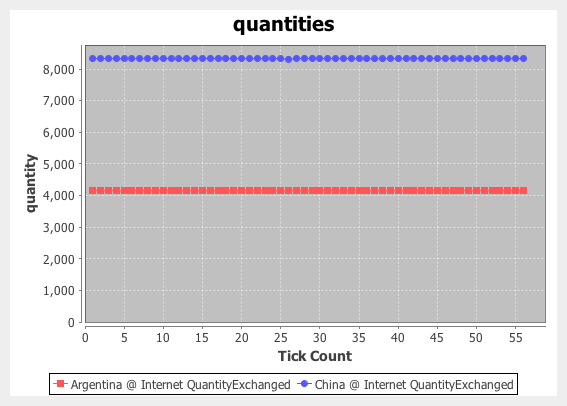 quantities
8,000
7,000
6,000
5,000
4,000
3,000
2,000
1,000
0
quantity
0 5 10 15 20 25 30 35 40 45 50 55
Tick Count
Argentina @ Internet QuantityExchanged China @ Internet QuantityExchanged